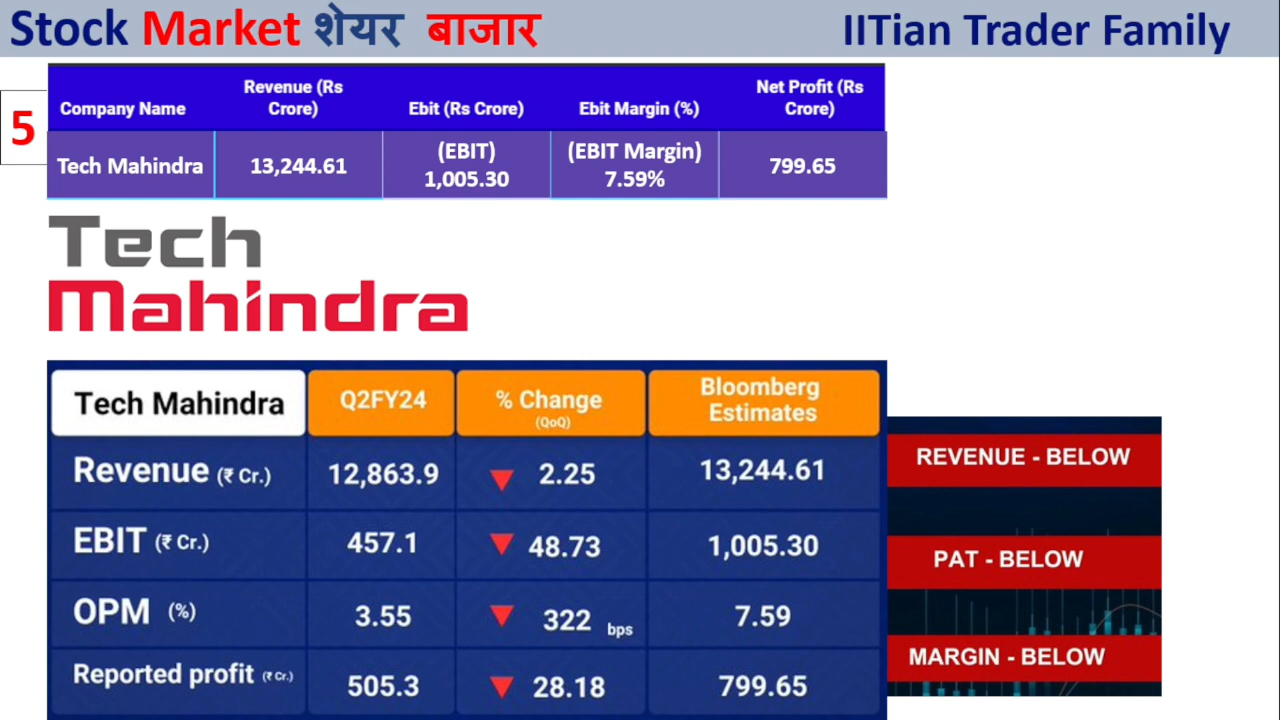 Stock Market शेयर बाजार IITian Trader Family
5
Company Name Revenue (Rs Crore) Ebit (Rs Crore) Ebit Margin (%) Net Profit (Rs Crore)
Tech Mahindra 13,244.61 (EBIT) 1,005.30 (EBIT Margin) 7.59% 799.65
Tech
Mahindra
Tech Mahindra Q2FY24 % Change (QoQ) Bloomberg Estimates
Revenue (₹ Cr.) 12,863.9 2.25 13,244.61
EBIT (₹ Cr.) 457.1 48.73 1,005.30
OPM (%) 3.55 322 bps 7.59
Reported profit (₹ Cr.) 505.3 28.18 799.65
REVENUE - BELOW
PAT - BELOW
MARGIN - BELOW